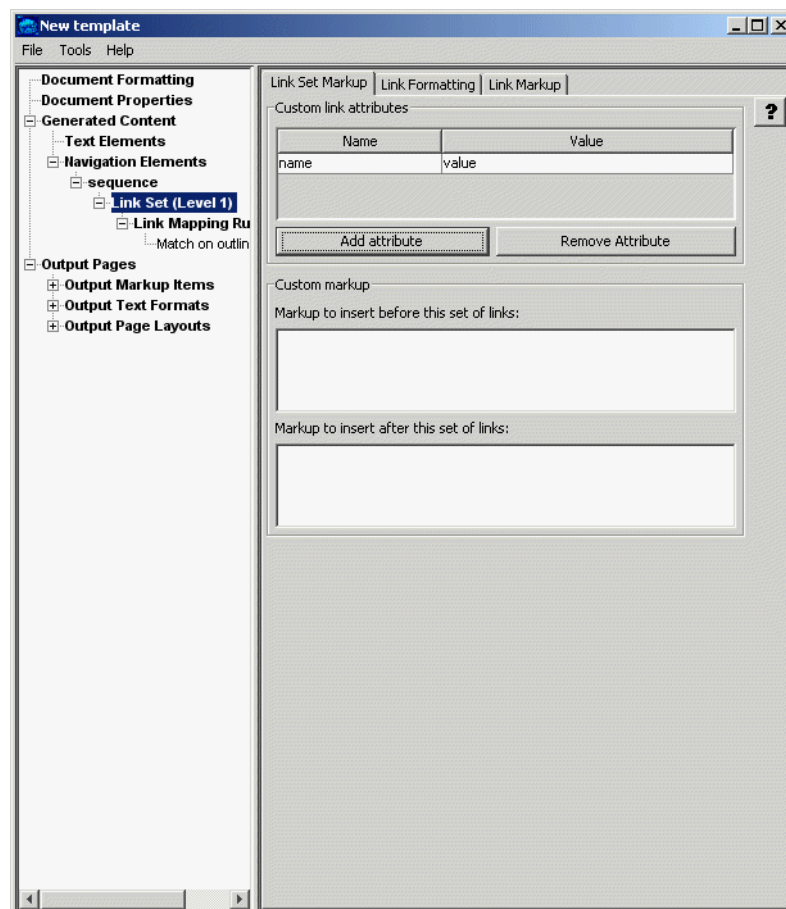 New template
File Tools Help
Document Formatting
Document Properties
Generated Content
Text Elements
Navigation Elements
sequence
Link Set (Level 1)
Link Mapping Ru
Match on outlin
Output Pages
Output Markup Items
Output Text Formats
Output Page Layouts
Link Set Markup Link Formatting Link Markup
?
Custom link attributes
Name Value
name value
Add attribute Remove Attribute
Custom markup
Markup to insert before this set of links:
Markup to insert after this set of links: